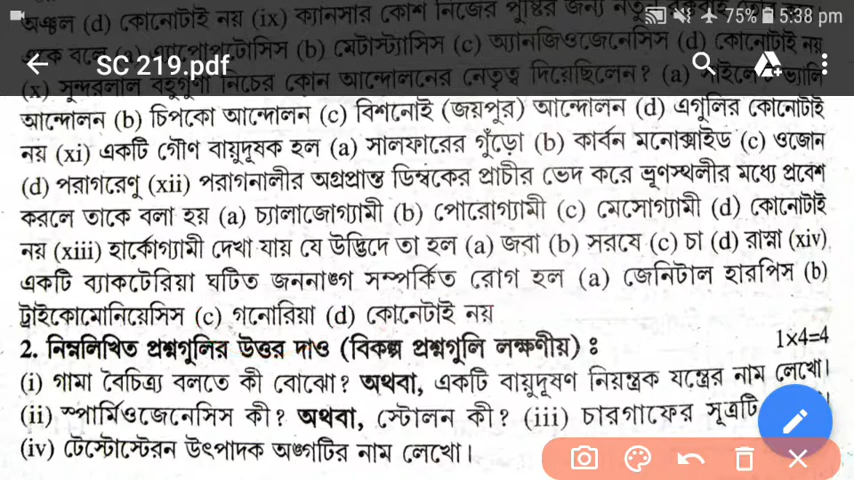 অঞ্চল (d) কোনোটাই নয় (ix) ক্যানসার কোশ নিজের পুষ্টির জন্য
75% 5:38 pm
একে বলে (a) এ্যাপোপটোসিস (b) মেটাস্ট্যাসিস (c) অ্যানজিওজেনেসিস (d) কোনোটাই নয়
SC 219.pdf
(x) সুন্দরলাল বহুগুণা নিচের কোন আন্দোলনের নেতৃত্ব দিয়েছিলেন? (a) সাইলেন্ট ভ্যালি
আন্দোলন (b) চিপকো আন্দোলন (c) বিশনোই (জয়পুর) আন্দোলন (d) এগুলির কোনোটাই
নয় (xi) একটি গৌণ বায়ুদূষক হল (a) সালফারের গুঁড়ো (b) কার্বন মনোক্সাইড (c) ওজোন
(d) পরাগরেণু (xii) পরাগনালীর অগ্রপ্রান্ত ডিম্বকের প্রাচীর ভেদ করে ভ্রূণস্থলীর মধ্যে প্রবেশ
করলে তাকে বলা হয় (a) চ্যালাজোগ্যামী (b) পোরোগ্যামী (c) মেসোগ্যামী (d) কোনোটাই
নয় (xiii) হার্কোগ্যামী দেখা যায় যে উদ্ভিদে তা হল (a) জবা (b) সরষে (c) চা (d) রাস্না (xiv)
একটি ব্যাকটেরিয়া ঘটিত জননাঙ্গ সম্পর্কিত রোগ হল (a) জেনিটাল হারপিস (b)
ট্রাইকোমোনিয়েসিস (c) গনোরিয়া (d) কোনেটাই নয়
2. নিম্নলিখিত প্রশ্নগুলির উত্তর দাও (বিকল্প প্রশ্নগুলি লক্ষণীয়) : 1×4=4
(i) গামা বৈচিত্র্য বলতে কী বোঝো? অথবা, একটি বায়ুদূষণ নিয়ন্ত্রক যন্ত্রের নাম লেখো।
(ii) স্পার্মিওজেনেসিস কী? অথবা, স্টোলন কী? (iii) চারগাফের সূত্রটি
(iv) টেস্টোস্টেরন উৎপাদক অঙ্গটির নাম লেখো।